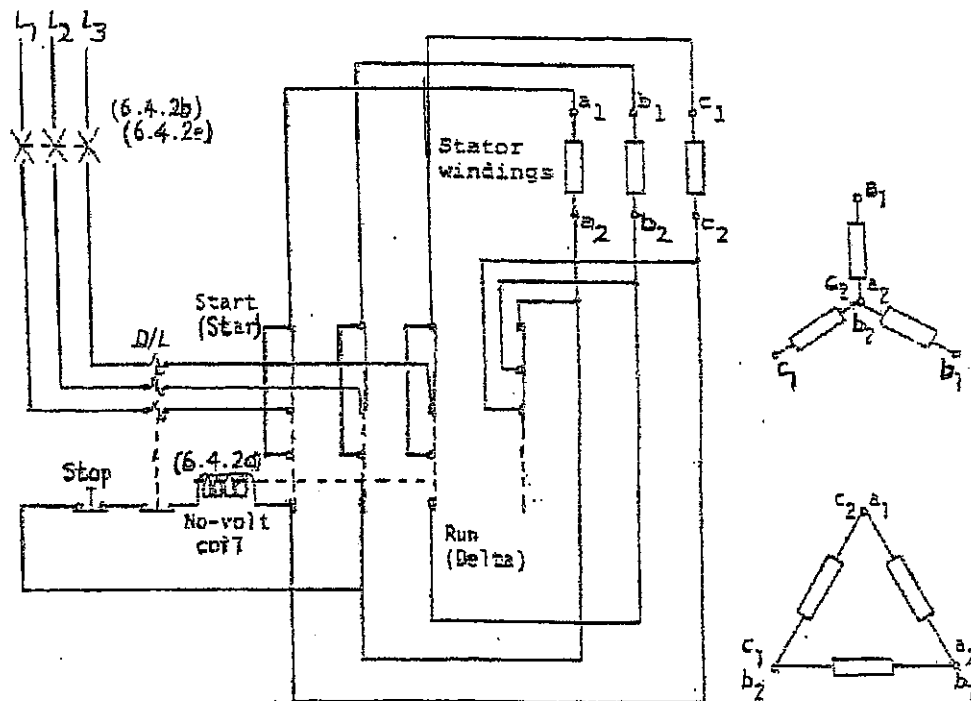 L1 L2 L3
(6.4.2b)
(6.4.2e)
a1 b1 c1
Stator
windings
a2 b2 c2
a1
c2 a2
b2
c1 b1
Start
(Star)
O/L
Stop
(6.4.2d)
No-volt
coil
Run
(Delta)
c2 a1
c1 a2
b2 b1